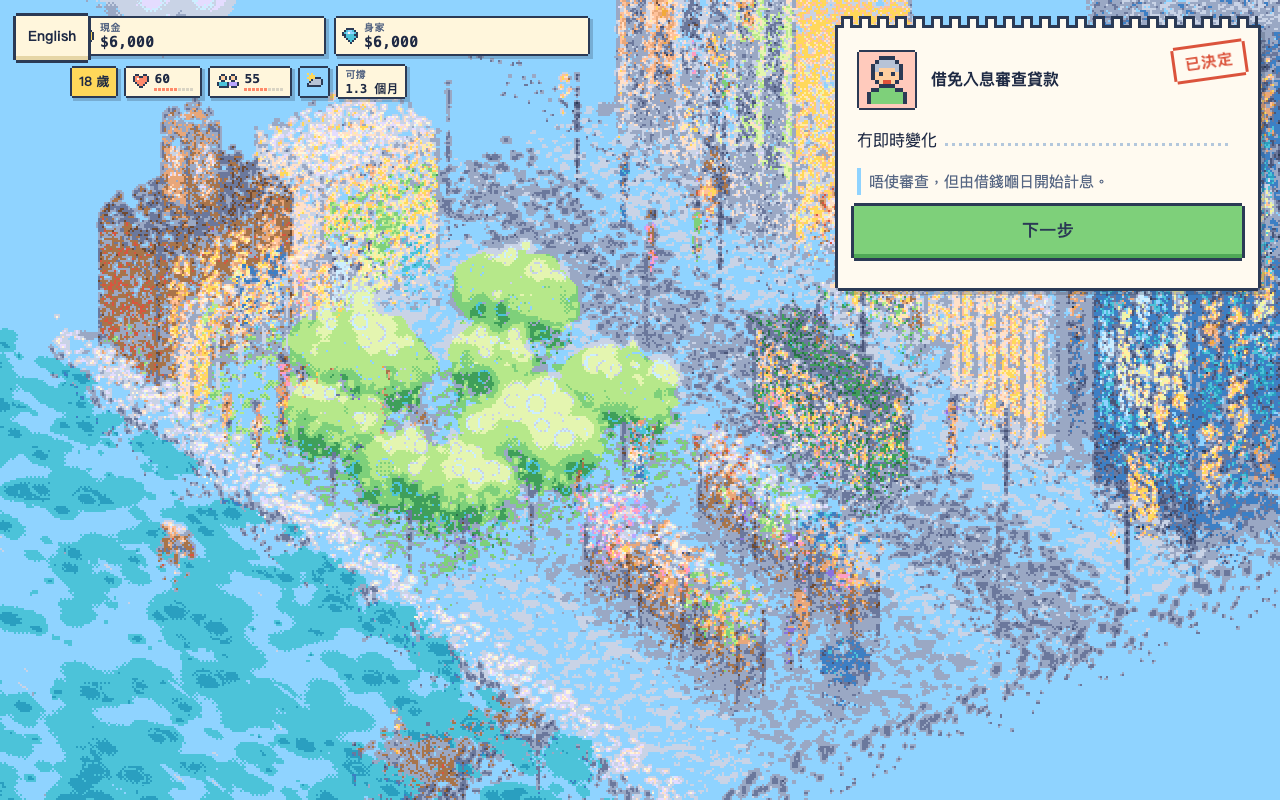 English
現金
$6,000
身家
$6,000
18 歲
60
55
可撐
1.3 個月
已決定
借免入息審查貸款
冇即時變化
唔使審查，但由借錢嗰日開始計息。
下一步